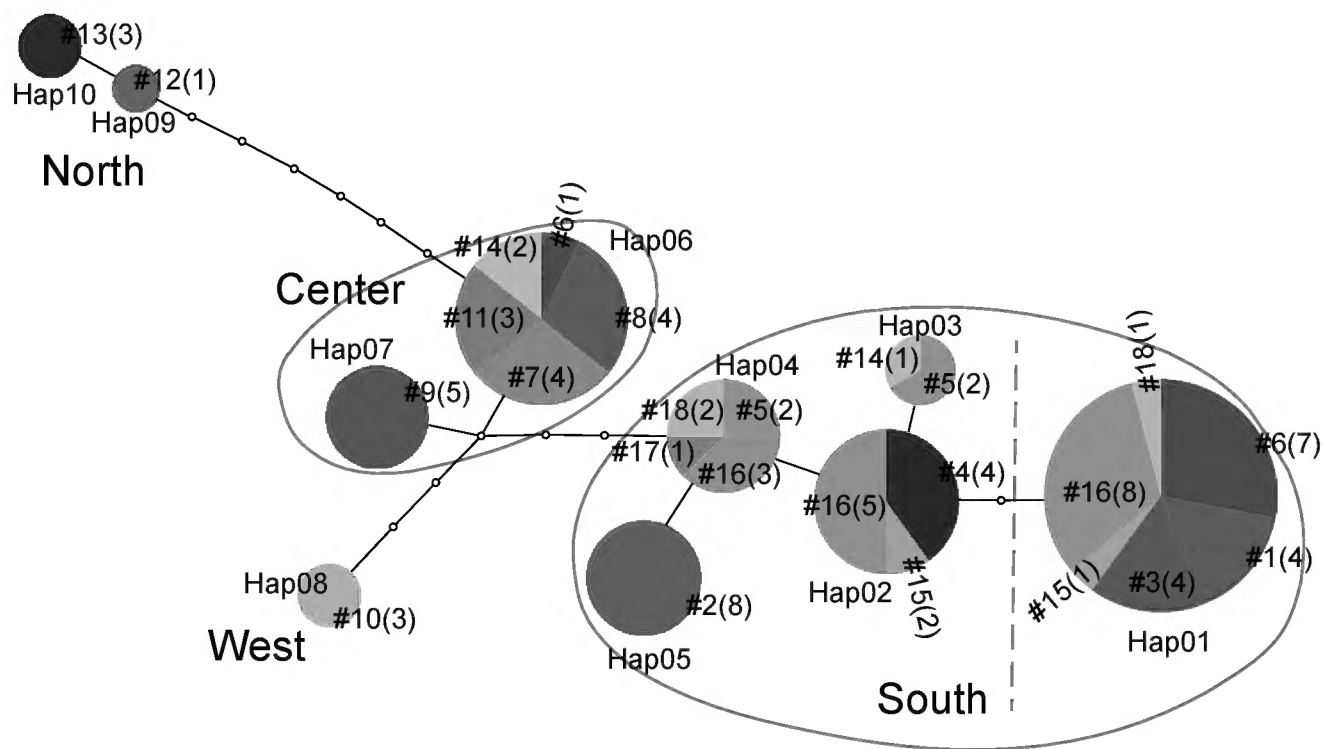 #13(3)
Hap10
#12(1)
Hap09
North
Center
#14(2)
#6(1)
Hap06
#11(3)
#8(4)
#7(4)
Hap07
#9(5)
Hap08
#10(3)
West
Hap04
#18(2)
#5(2)
#17(1)
#16(3)
#2(8)
Hap05
Hap03
#14(1)
#5(2)
#16(5)
#4(4)
#15(2)
Hap02
South
#18(1)
#6(7)
#16(8)
#1(4)
#15(1)
#3(4)
Hap01